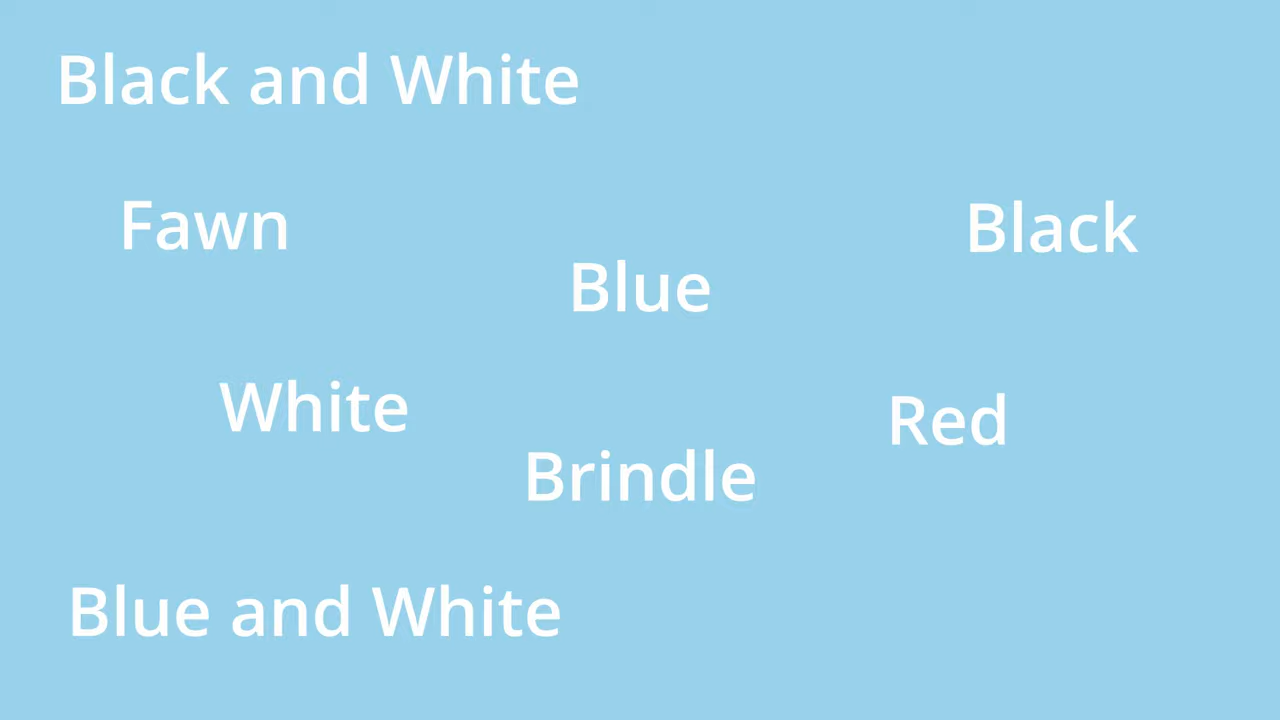 Black and White
Fawn
Black
Blue
White
Red
Brindle
Blue and White